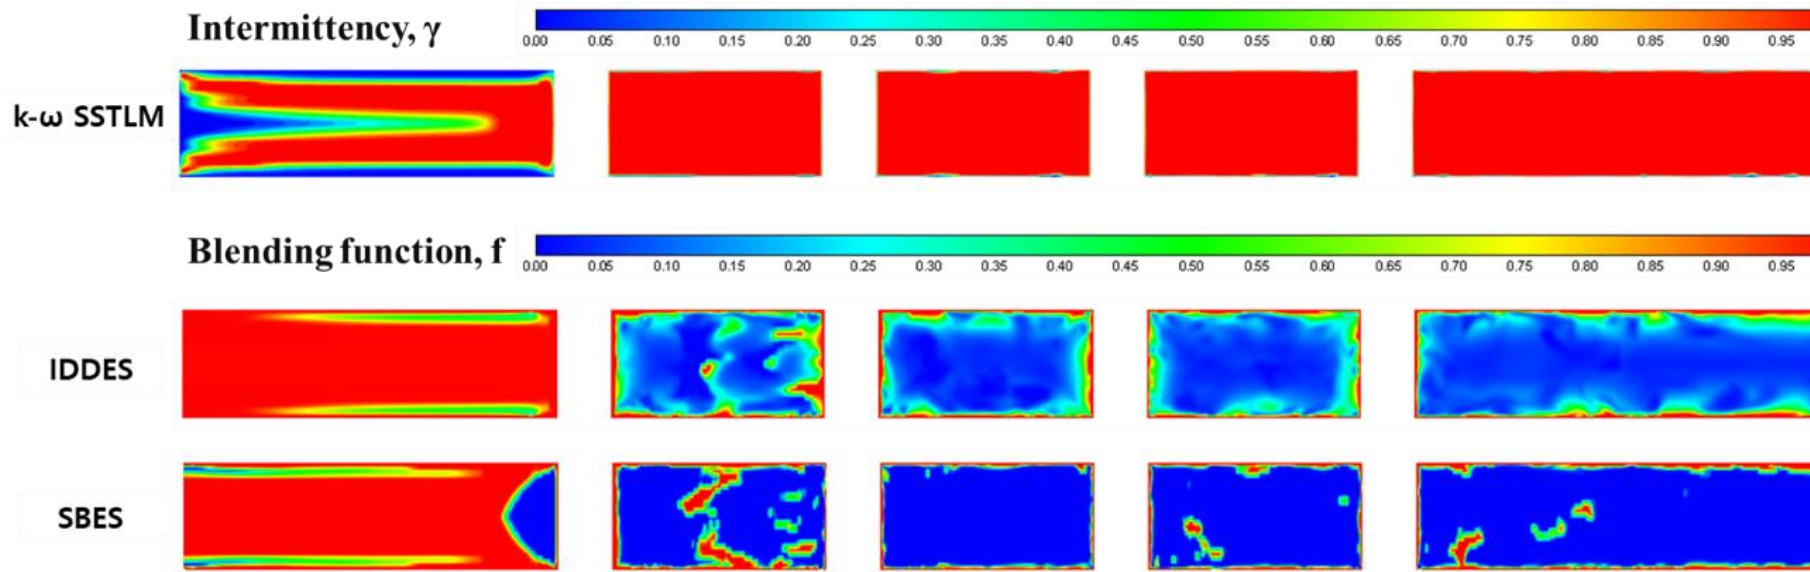 Intermittency, γ
0.00 0.05 0.10 0.15 0.20 0.25 0.30 0.35 0.40 0.45 0.50 0.55 0.60 0.65 0.70 0.75 0.80 0.85 0.90 0.95
k-ω SSTLM
Blending function, f
0.00 0.05 0.10 0.15 0.20 0.25 0.30 0.35 0.40 0.45 0.50 0.55 0.60 0.65 0.70 0.75 0.80 0.85 0.90 0.95
IDDES
SBES